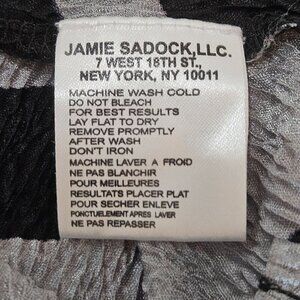 JAMIE SADOCK,LLC.
7 WEST 18TH ST.,
NEW YORK, NY 10011
MACHINE WASH COLD
DO NOT BLEACH
FOR BEST RESULTS
LAY FLAT TO DRY
REMOVE PROMPTLY
AFTER WASH
DON'T IRON
MACHINE LAVER A FROID
NE PAS BLANCHIR
POUR MEILLEURES
RESULTATS PLACER PLAT
POUR SECHER ENLEVE
PONCTUELEMENT APRES LAVER
NE PAS REPASSER